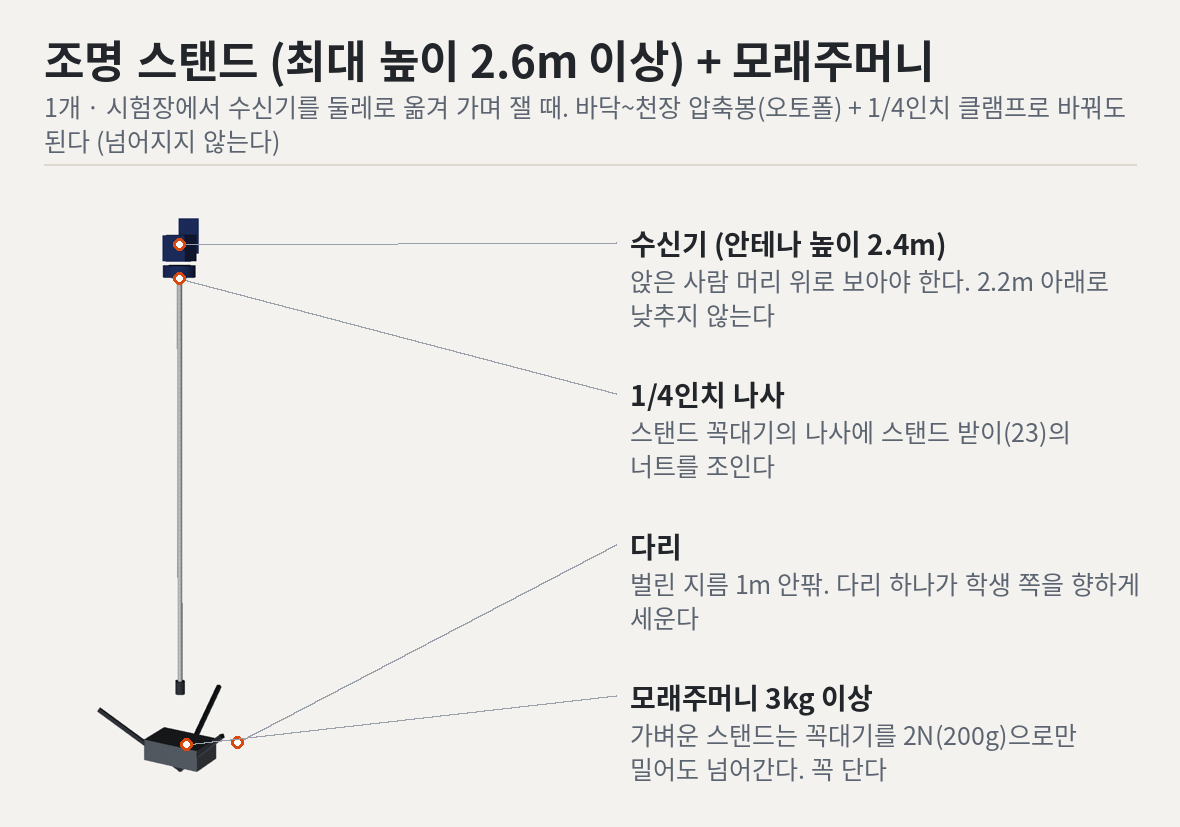 조명 스탠드 (최대 높이 2.6m 이상) + 모래주머니
1개 · 시험장에서 수신기를 둘레로 옮겨 가며 잴 때. 바닥~천장 압축봉(오토폴) + 1/4인치 클램프로 바꿔도
된다 (넘어지지 않는다)
수신기 (안테나 높이 2.4m)
앉은 사람 머리 위로 보아야 한다. 2.2m 아래로
낮추지 않는다
1/4인치 나사
스탠드 꼭대기의 나사에 스탠드 받이(23)의
너트를 조인다
다리
벌린 지름 1m 안팎. 다리 하나가 학생 쪽을 향하게
세운다
모래주머니 3kg 이상
가벼운 스탠드는 꼭대기를 2N(200g)으로만
밀어도 넘어간다. 꼭 단다